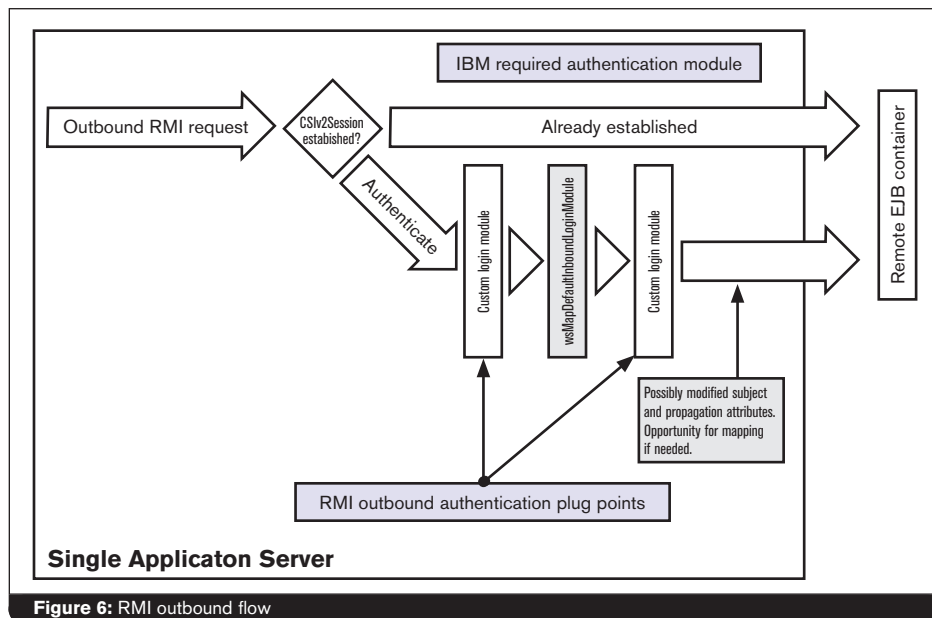 IBM required authentication module
Outbound RMI request
CSIv2Session
estabished?
Already established
Authenticate
Custom login module
wsMapDefaultInboundLoginModule
Custom login module
Remote EJB container
Possibly modified subject
and propagation attributes.
Opportunity for mapping
if needed.
RMI outbound authentication plug points
Single Applicaton Server
Figure 6: RMI outbound flow